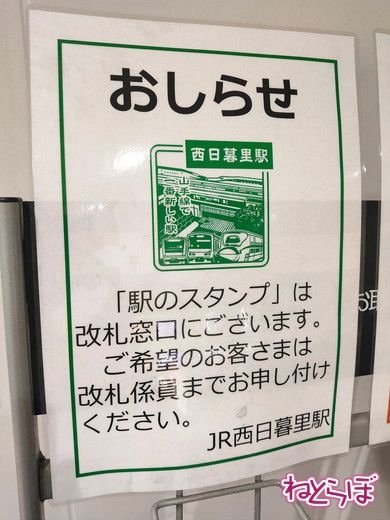 おしらせ
西日暮里駅
山手線で
一番新しい駅
「駅のスタンプ」は
改札窓口にございます。
ご希望のお客さまは
改札係員までお申し付け
ください。
JR西日暮里駅
ねとらぼ